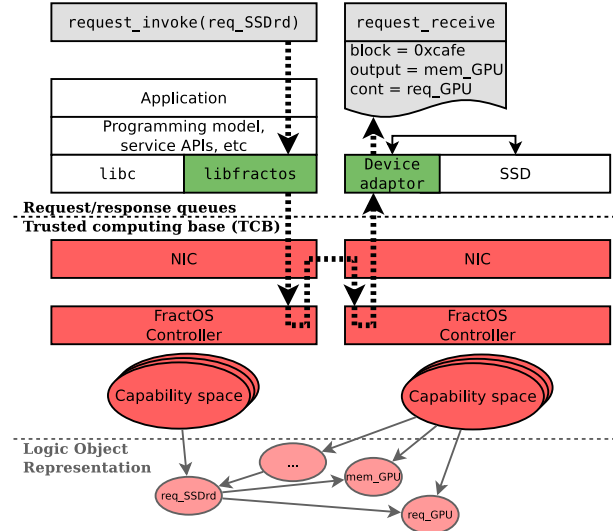 request_invoke(req_SSDrd)
request_receive
block = 0xcafe
output = mem_GPU
cont = req_GPU
Application
Programming model,
service APIs, etc
libc
libfractos
Device
adaptor
SSD
Request/response queues
Trusted computing base (TCB)
NIC
NIC
FractOS
Controller
FractOS
Controller
Capability space
Capability space
Logic Object
Representation
...
mem_GPU
req_SSDrd
req_GPU